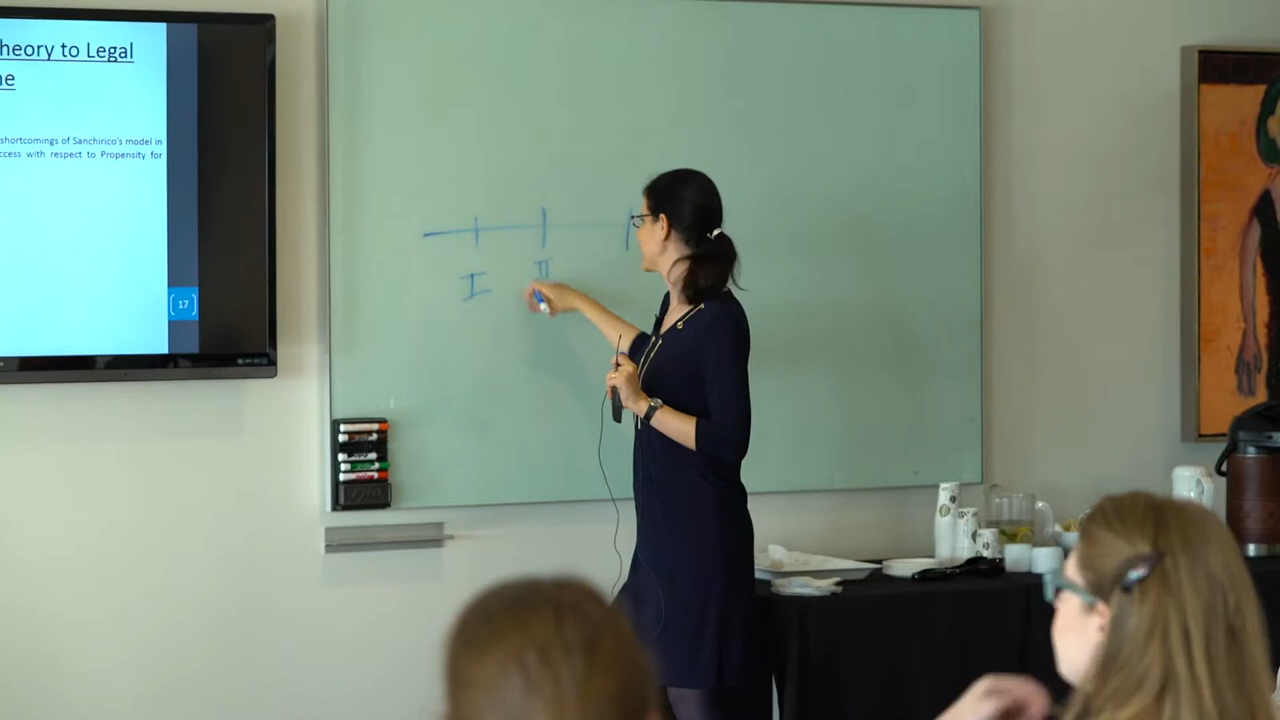 heory to Legal
ne
shortcomings of Sanchirico's model in
ccess with respect to Propensity for
17
I
II